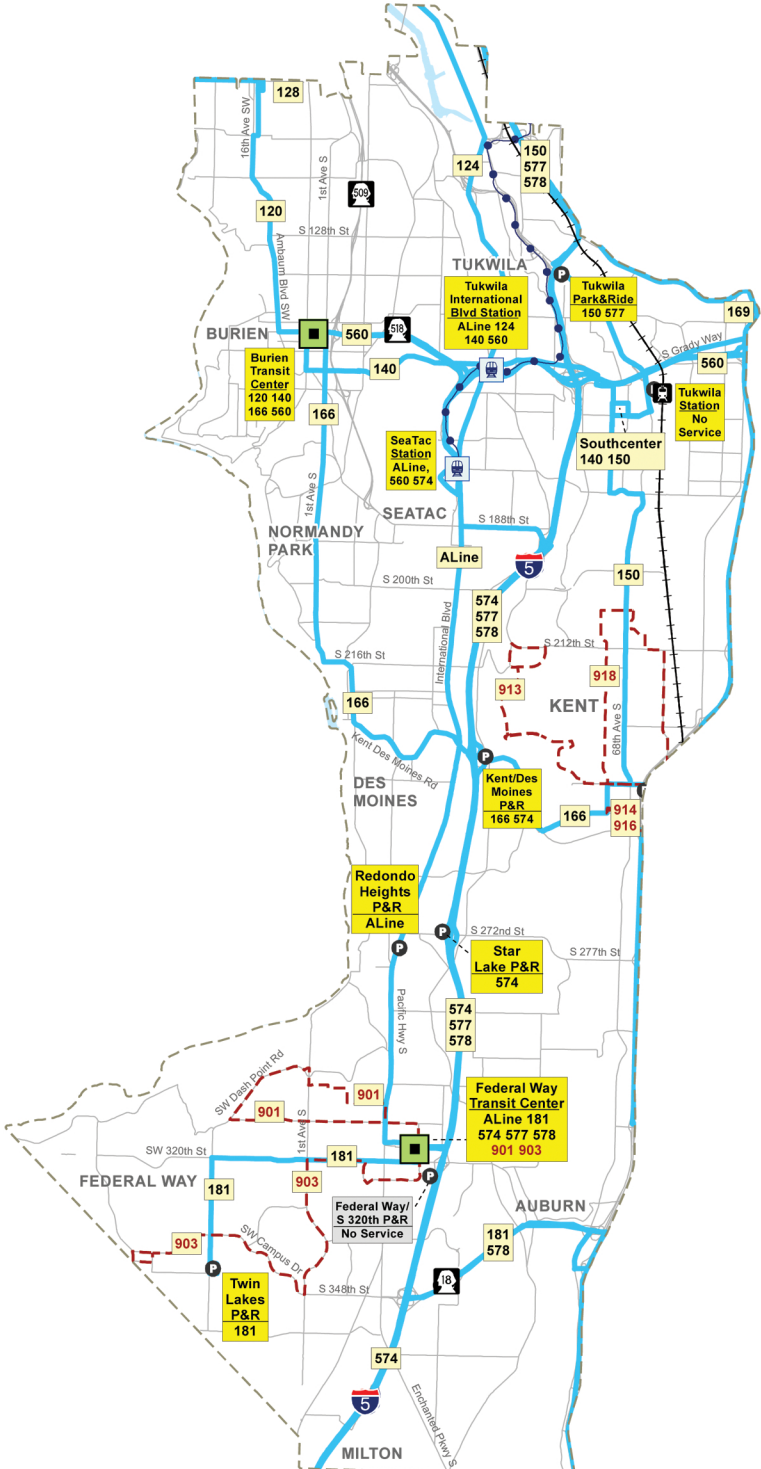 128
16th Ave SW
1st Ave S
509
124
150
577
578
120
S 128th St
Ambaum Blvd SW
TUKWILA
P
Tukwila
International
Blvd Station
ALine 124
140 560
Tukwila
Park&Ride
150 577
169
BURIEN
560
518
S Grady Way
560
Burien
Transit
Center
120 140
166 560
140
166
Tukwila
Station
No
Service
Southcenter
140 150
SeaTac
Station
ALine,
560 574
1st Ave S
SEATAC
S 188th St
NORMANDY
PARK
ALine
5
150
S 200th St
574
577
578
International Blvd
S 212th St
S 216th St
913
918
166
KENT
68th Ave S
Kent Des Moines Rd
P
DES
MOINES
Kent/Des
Moines
P&R
166 574
166
914
916
Redondo
Heights
P&R
ALine
P
P
S 272nd St
Star
Lake P&R
574
S 277th St
Pacific Hwy S
574
577
578
SW Dash Point Rd
901
901
1st Ave S
Federal Way
Transit Center
ALine 181
574 577 578
901 903
SW 320th St
181
FEDERAL WAY
181
903
P
Federal Way/
S 320th P&R
No Service
AUBURN
903
SW Campus Dr
181
578
P
Twin
Lakes
P&R
181
S 348th St
18
574
5
Enchanted Pkwy S
MILTON